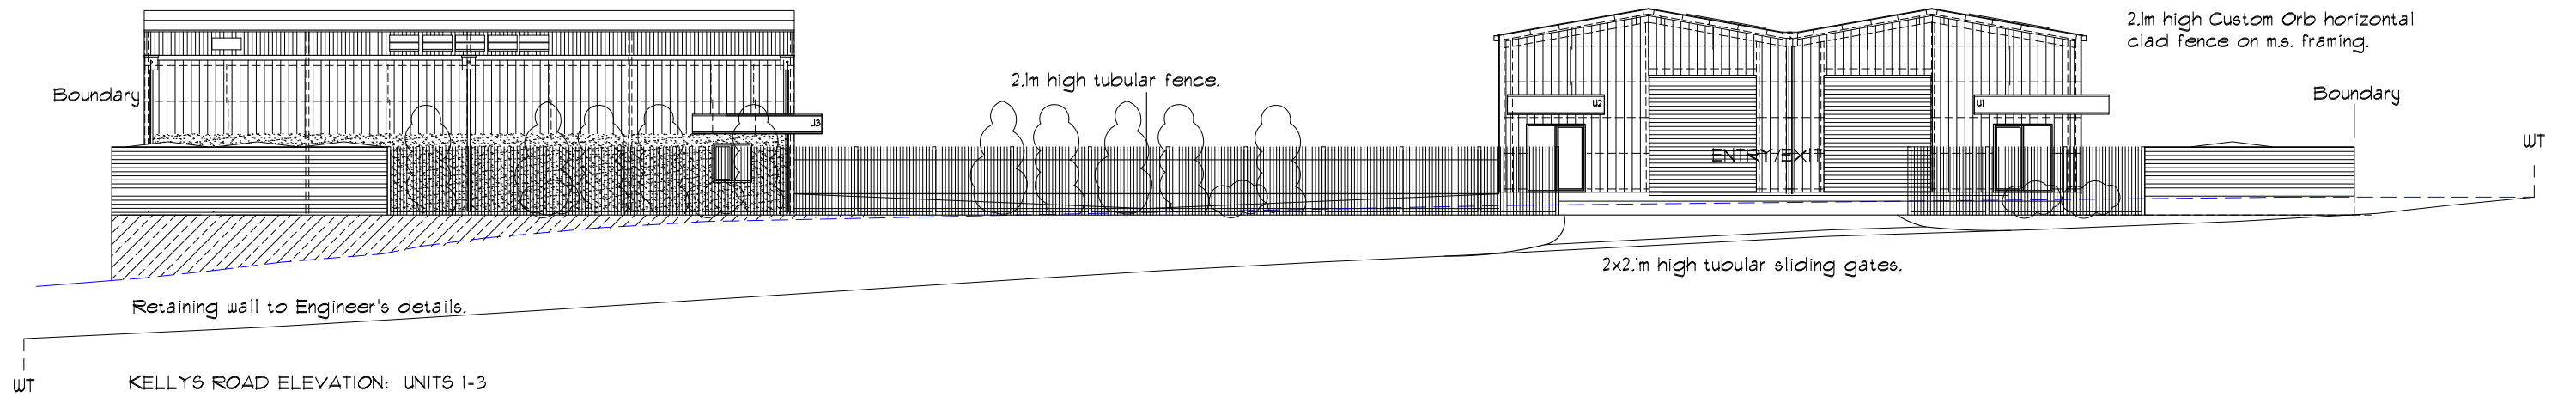 2.1m high Custom Orb horizontal
clad fence on m.s. framing.
2.1m high tubular fence.
Boundary
Boundary
U2
U1
U3
WT
ENTRY/EXIT
2x2.1m high tubular sliding gates.
Retaining wall to Engineer's details.
WT
KELLYS ROAD ELEVATION: UNITS 1-3